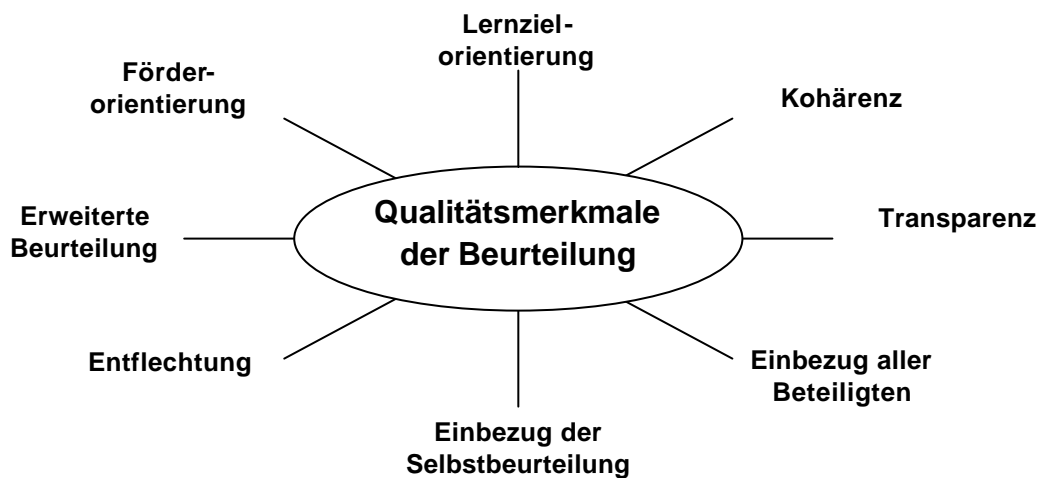 Lernziel-
orientierung
Förder-
orientierung
Kohärenz
Qualitätsmerkmale
der Beurteilung
Erweiterte
Beurteilung
Transparenz
Entflechtung
Einbezug aller
Beteiligten
Einbezug der
Selbstbeurteilung